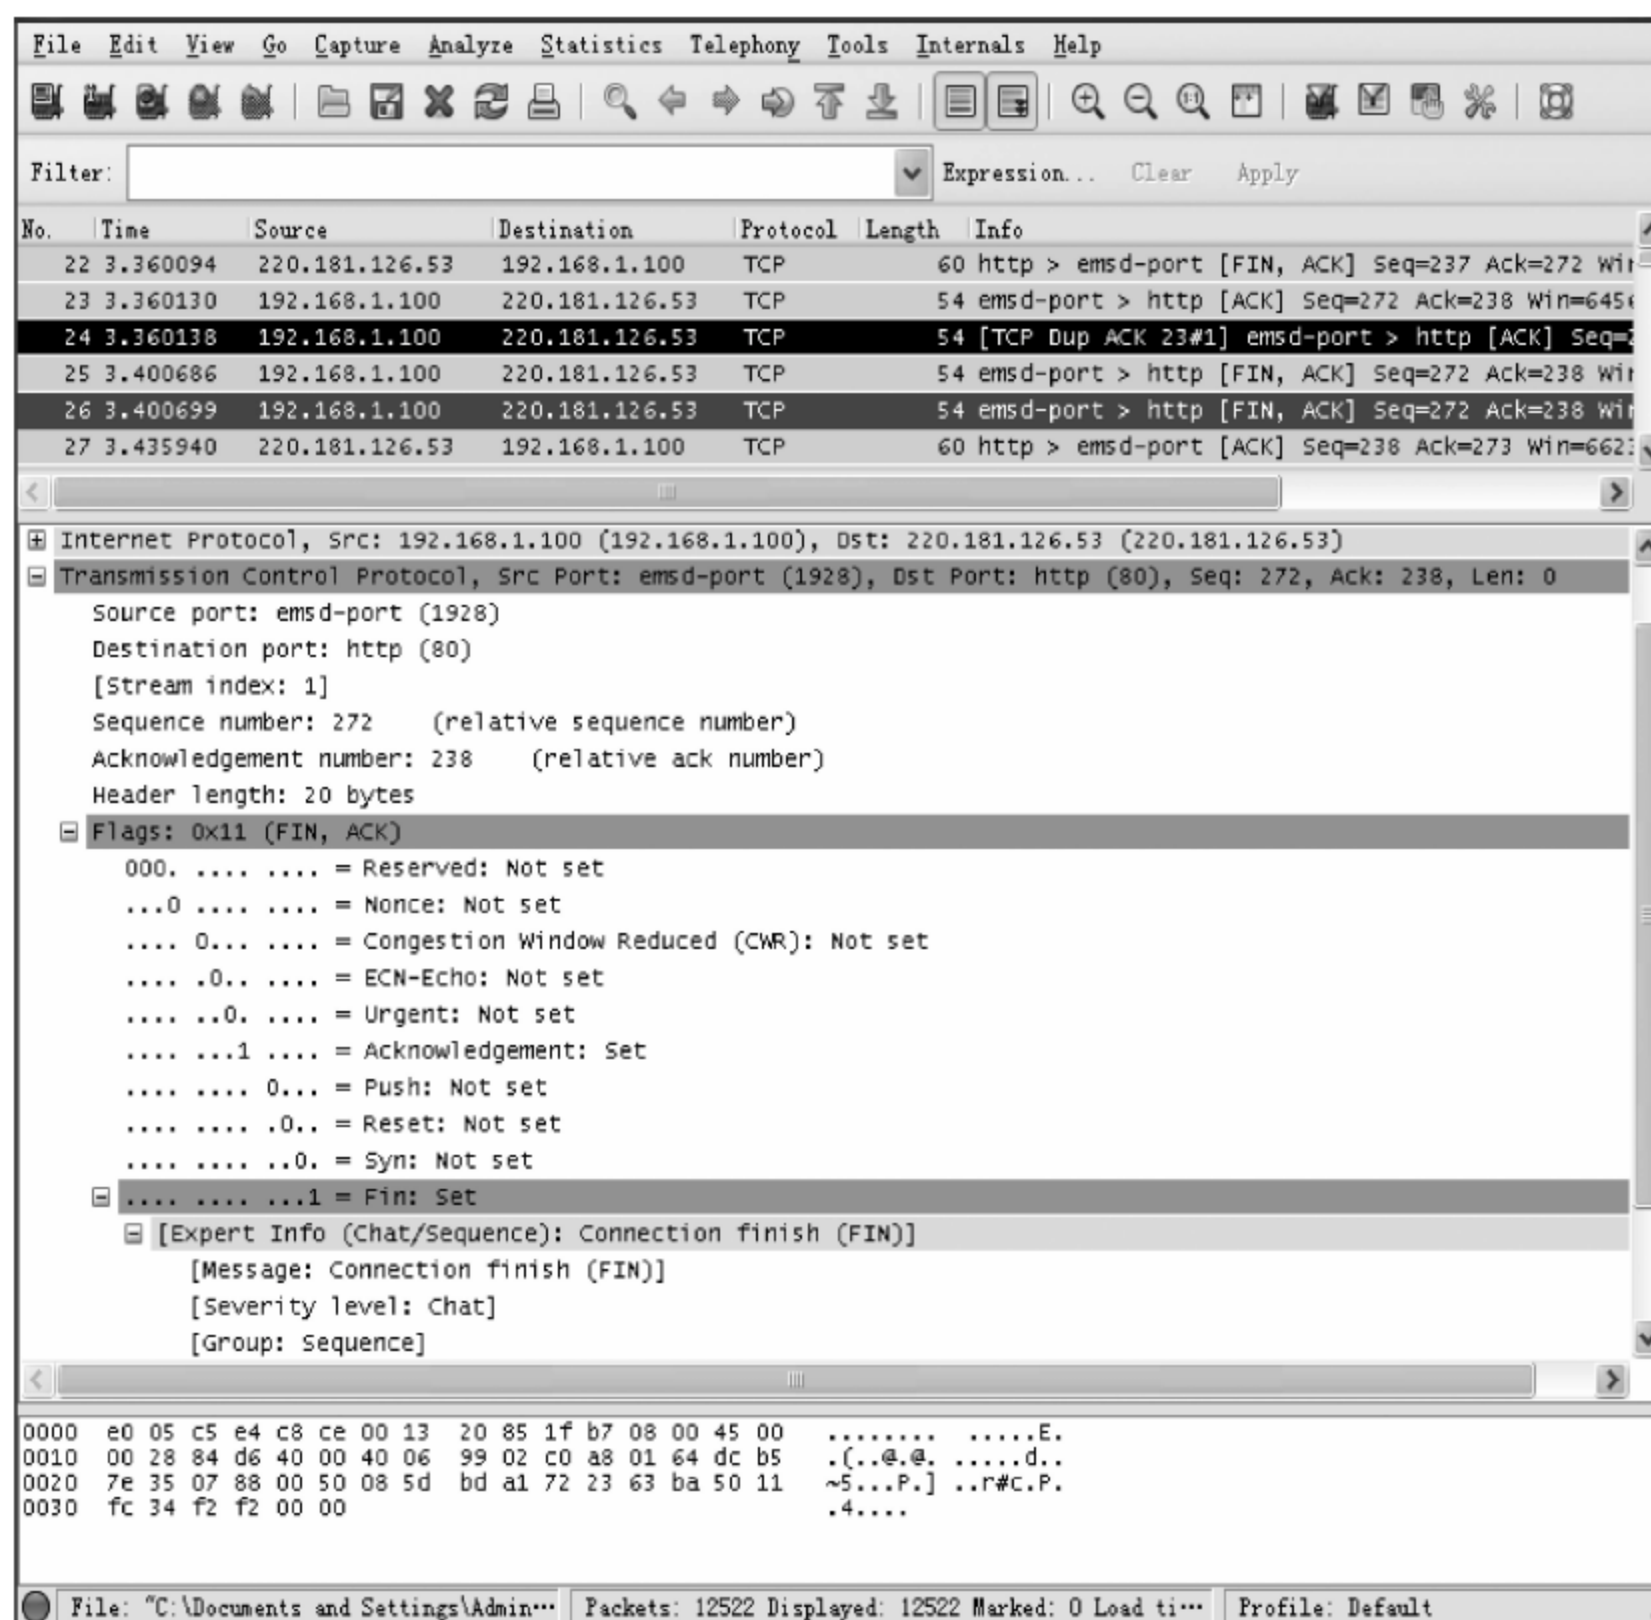 File Edit View Go Capture Analyze Statistics Telephony Tools Internals Help
Filter: Expression... Clear Apply
No. Time Source Destination Protocol Length Info
22 3.360094 220.181.126.53 192.168.1.100 TCP 60 http > emsd-port [FIN, ACK] Seq=237 Ack=272 Wi
23 3.360130 192.168.1.100 220.181.126.53 TCP 54 emsd-port > http [ACK] Seq=272 Ack=238 Win=645
24 3.360138 192.168.1.100 220.181.126.53 TCP 54 [TCP Dup ACK 23#1] emsd-port > http [ACK] Seq=
25 3.400686 192.168.1.100 220.181.126.53 TCP 54 emsd-port > http [FIN, ACK] Seq=272 Ack=238 Wi
26 3.400699 192.168.1.100 220.181.126.53 TCP 54 emsd-port > http [FIN, ACK] Seq=272 Ack=238 Wi
27 3.435940 220.181.126.53 192.168.1.100 TCP 60 http > emsd-port [ACK] Seq=238 Ack=273 Win=662
Internet Protocol, Src: 192.168.1.100 (192.168.1.100), Dst: 220.181.126.53 (220.181.126.53)
Transmission Control Protocol, Src Port: emsd-port (1928), Dst Port: http (80), Seq: 272, Ack: 238, Len: 0
Source port: emsd-port (1928)
Destination port: http (80)
[Stream index: 1]
Sequence number: 272 (relative sequence number)
Acknowledgement number: 238 (relative ack number)
Header length: 20 bytes
Flags: 0x11 (FIN, ACK)
000. .... .... = Reserved: Not set
...0 .... .... = Nonce: Not set
.... 0... .... = Congestion Window Reduced (CWR): Not set
.... .0.. .... = ECN-Echo: Not set
.... ..0. .... = Urgent: Not set
.... ...1 .... = Acknowledgement: Set
.... .... 0... = Push: Not set
.... .... .0.. = Reset: Not set
.... .... ..0. = Syn: Not set
.... .... ...1 = Fin: Set
[Expert Info (Chat/Sequence): Connection finish (FIN)]
[Message: Connection finish (FIN)]
[Severity level: Chat]
[Group: Sequence]
0000 e0 05 c5 e4 c8 ce 00 13 20 85 1f b7 08 00 45 00 ........ .....E.
0010 00 28 84 d6 40 00 40 06 99 02 c0 a8 01 64 dc b5 .(..@.@. .....d..
0020 7e 35 07 88 00 50 08 5d bd a1 72 23 63 ba 50 11 ~5...P.] ..r#c.P.
0030 fc 34 f2 f2 00 00 .4....
File: "C:\Documents and Settings\Admin… Packets: 12522 Displayed: 12522 Marked: 0 Load ti… Profile: Default